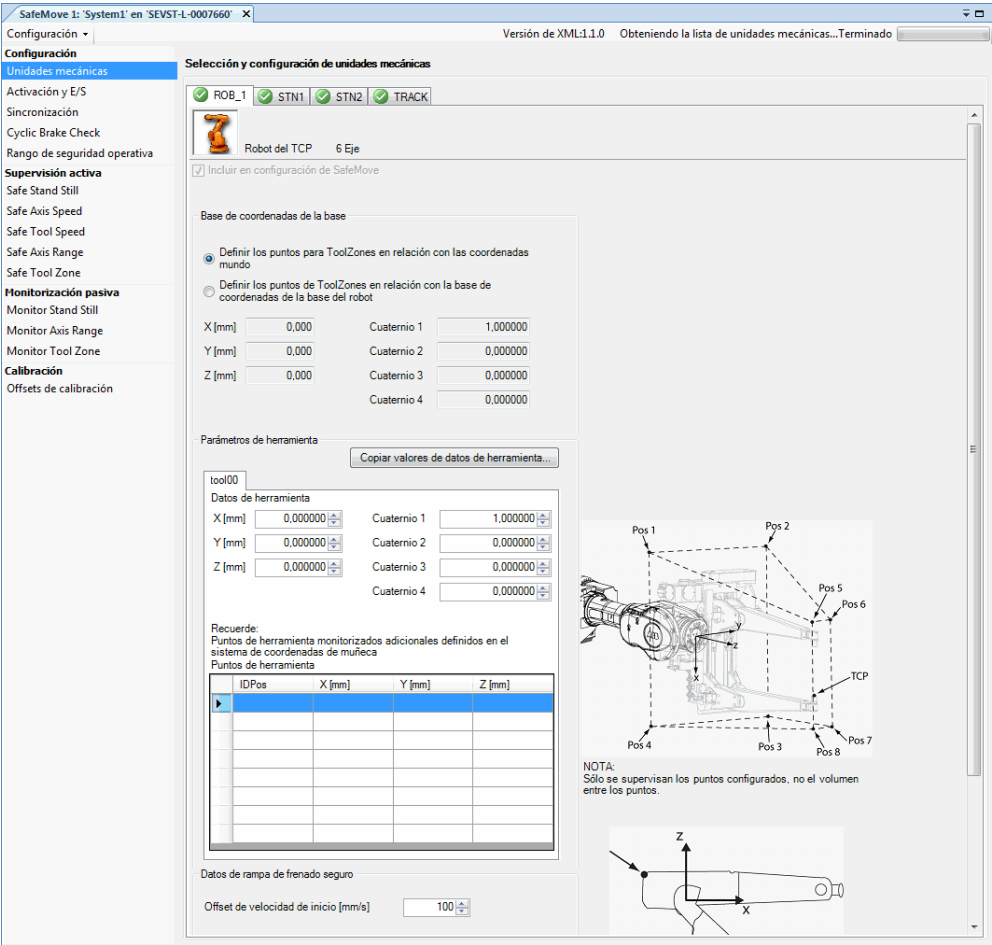 SafeMove 1: 'System1' en 'SEVST-L-0007660'
Configuración
Versión de XML:1.1.0 Obteniendo la lista de unidades mecánicas...Terminado
Configuración
Unidades mecánicas
Activación y E/S
Sincronización
Cyclic Brake Check
Rango de seguridad operativa
Supervisión activa
Safe Stand Still
Safe Axis Speed
Safe Tool Speed
Safe Axis Range
Safe Tool Zone
Monitorización pasiva
Monitor Stand Still
Monitor Axis Range
Monitor Tool Zone
Calibración
Offsets de calibración
Selección y configuración de unidades mecánicas
ROB_1 STN1 STN2 TRACK
Robot del TCP 6 Eje
Incluir en configuración de SafeMove
Base de coordenadas de la base
Definir los puntos para ToolZones en relación con las coordenadas
mundo
Definir los puntos de ToolZones en relación con la base de
coordenadas de la base del robot
X [mm] 0,000 Cuaternio 1 1,000000
Y [mm] 0,000 Cuaternio 2 0,000000
Z [mm] 0,000 Cuaternio 3 0,000000
Cuaternio 4 0,000000
Parámetros de herramienta
Copiar valores de datos de herramienta...
tool00
Datos de herramienta
X [mm] 0,000000 Cuaternio 1 1,000000
Y [mm] 0,000000 Cuaternio 2 0,000000
Z [mm] 0,000000 Cuaternio 3 0,000000
Cuaternio 4 0,000000
Recuerde:
Puntos de herramienta monitorizados adicionales definidos en el
sistema de coordenadas de muñeca
Puntos de herramienta
IDPos X [mm] Y [mm] Z [mm]
Pos 1 Pos 2
Pos 5
Pos 6
y
z
x
TCP
Pos 4 Pos 3 Pos 8 Pos 7
NOTA:
Sólo se supervisan los puntos configurados, no el volumen
entre los puntos.
Z
X
Datos de rampa de frenado seguro
Offset de velocidad de inicio [mm/s] 100